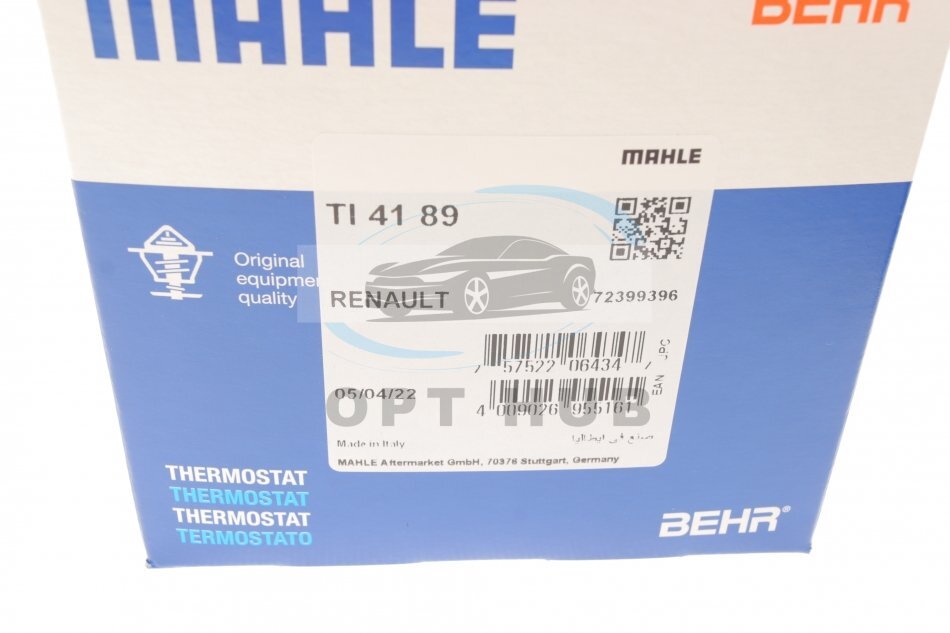 MAHLE
BEHR
MAHLE
TI 41 89
Original
equipme
quality
RENAULT
72399396
7 57522 06434 7
UPC
05/04/22
4 009026 955161
EAN
OPT HUB
Made in Italy
صنع في ايطاليا
MAHLE Aftermarket GmbH, 70376 Stuttgart, Germany
THERMOSTAT
THERMOSTAT
THERMOSTAT
TERMOSTATO
BEHR®